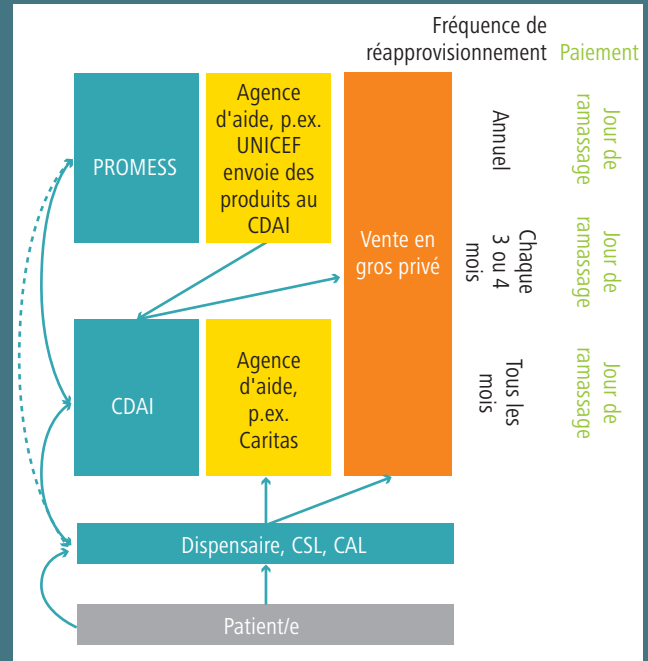 Fréquence de
réapprovisionnement
Paiement
PROMESS
Agence
d'aide, p.ex.
UNICEF
envoie des
produits au
CDAI
Vente en
gros privé
Annuel
Jour de
ramassage
Chaque
3 ou 4
mois
Jour de
ramassage
CDAI
Agence
d'aide,
p.ex.
Caritas
Tous les
mois
Jour de
ramassage
Dispensaire, CSL, CAL
Patient/e